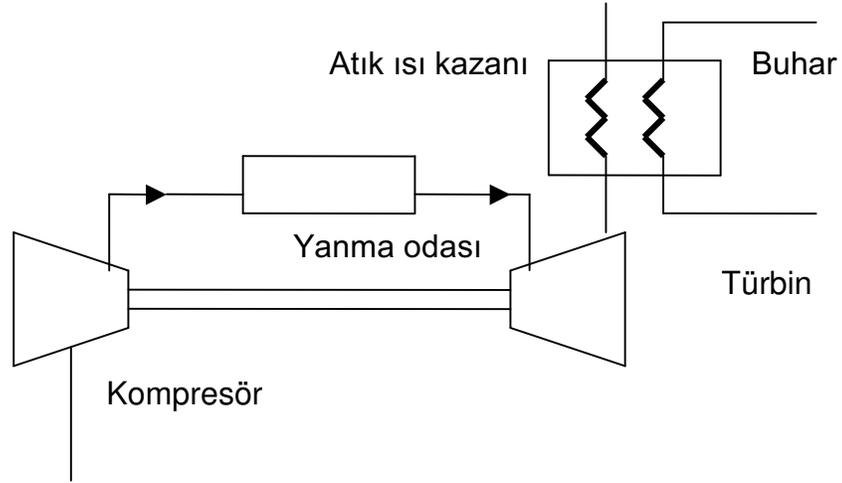 Atık ısı kazanı
Buhar
Yanma odası
Türbin
Kompresör